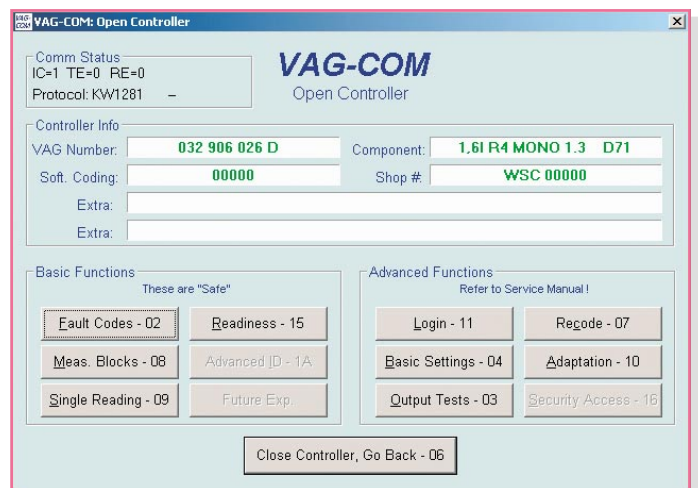 VAG-COM: Open Controller
Comm Status
IC=1 TE=0 RE=0
Protocol: KW1281 –
VAG-COM
Open Controller
Controller Info
VAG Number: 032 906 026 D Component: 1,6l R4 MONO 1.3 D71
Soft. Coding: 00000 Shop #: WSC 00000
Extra:
Extra:
Basic Functions
These are "Safe"
Fault Codes - 02 Readiness - 15
Meas. Blocks - 08 Advanced ID - 1A
Single Reading - 09 Future Exp.
Advanced Functions
Refer to Service Manual !
Login - 11 Recode - 07
Basic Settings - 04 Adaptation - 10
Output Tests - 03 Security Access - 16
Close Controller, Go Back - 06